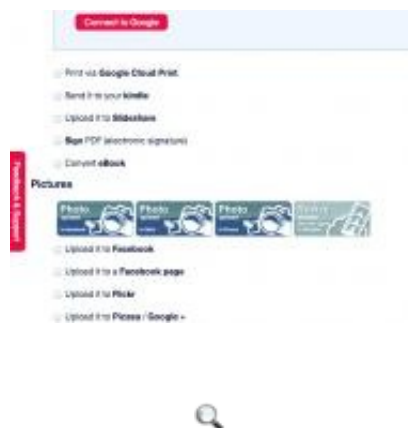 Connect to Google
Print via Google Cloud Print
Send it to your kindle
Upload it to Slideshare
Sign PDF (electronic signature)
Convert eBook
Feedback & Support
Pictures
Photo Photo Photo
Upload it to Facebook
Upload it to a Facebook page
Upload it to Flickr
Upload it to Picasa / Google +